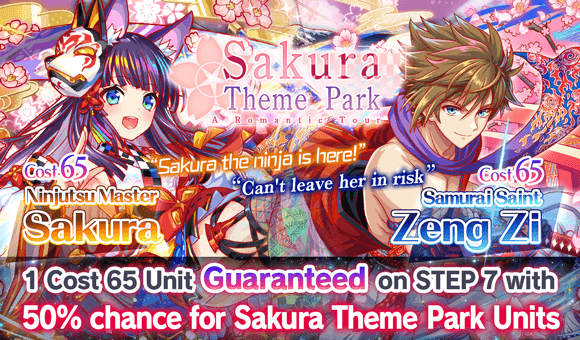 Sakura
Theme Park
A Romantic Tour
Cost 65
Ninjutsu Master
Sakura
"Sakura the ninja is here!"
"Can't leave her in risk"
Cost 65
Samurai Saint
Zeng Zi
1 Cost 65 Unit Guaranteed on STEP 7 with
50% chance for Sakura Theme Park Units